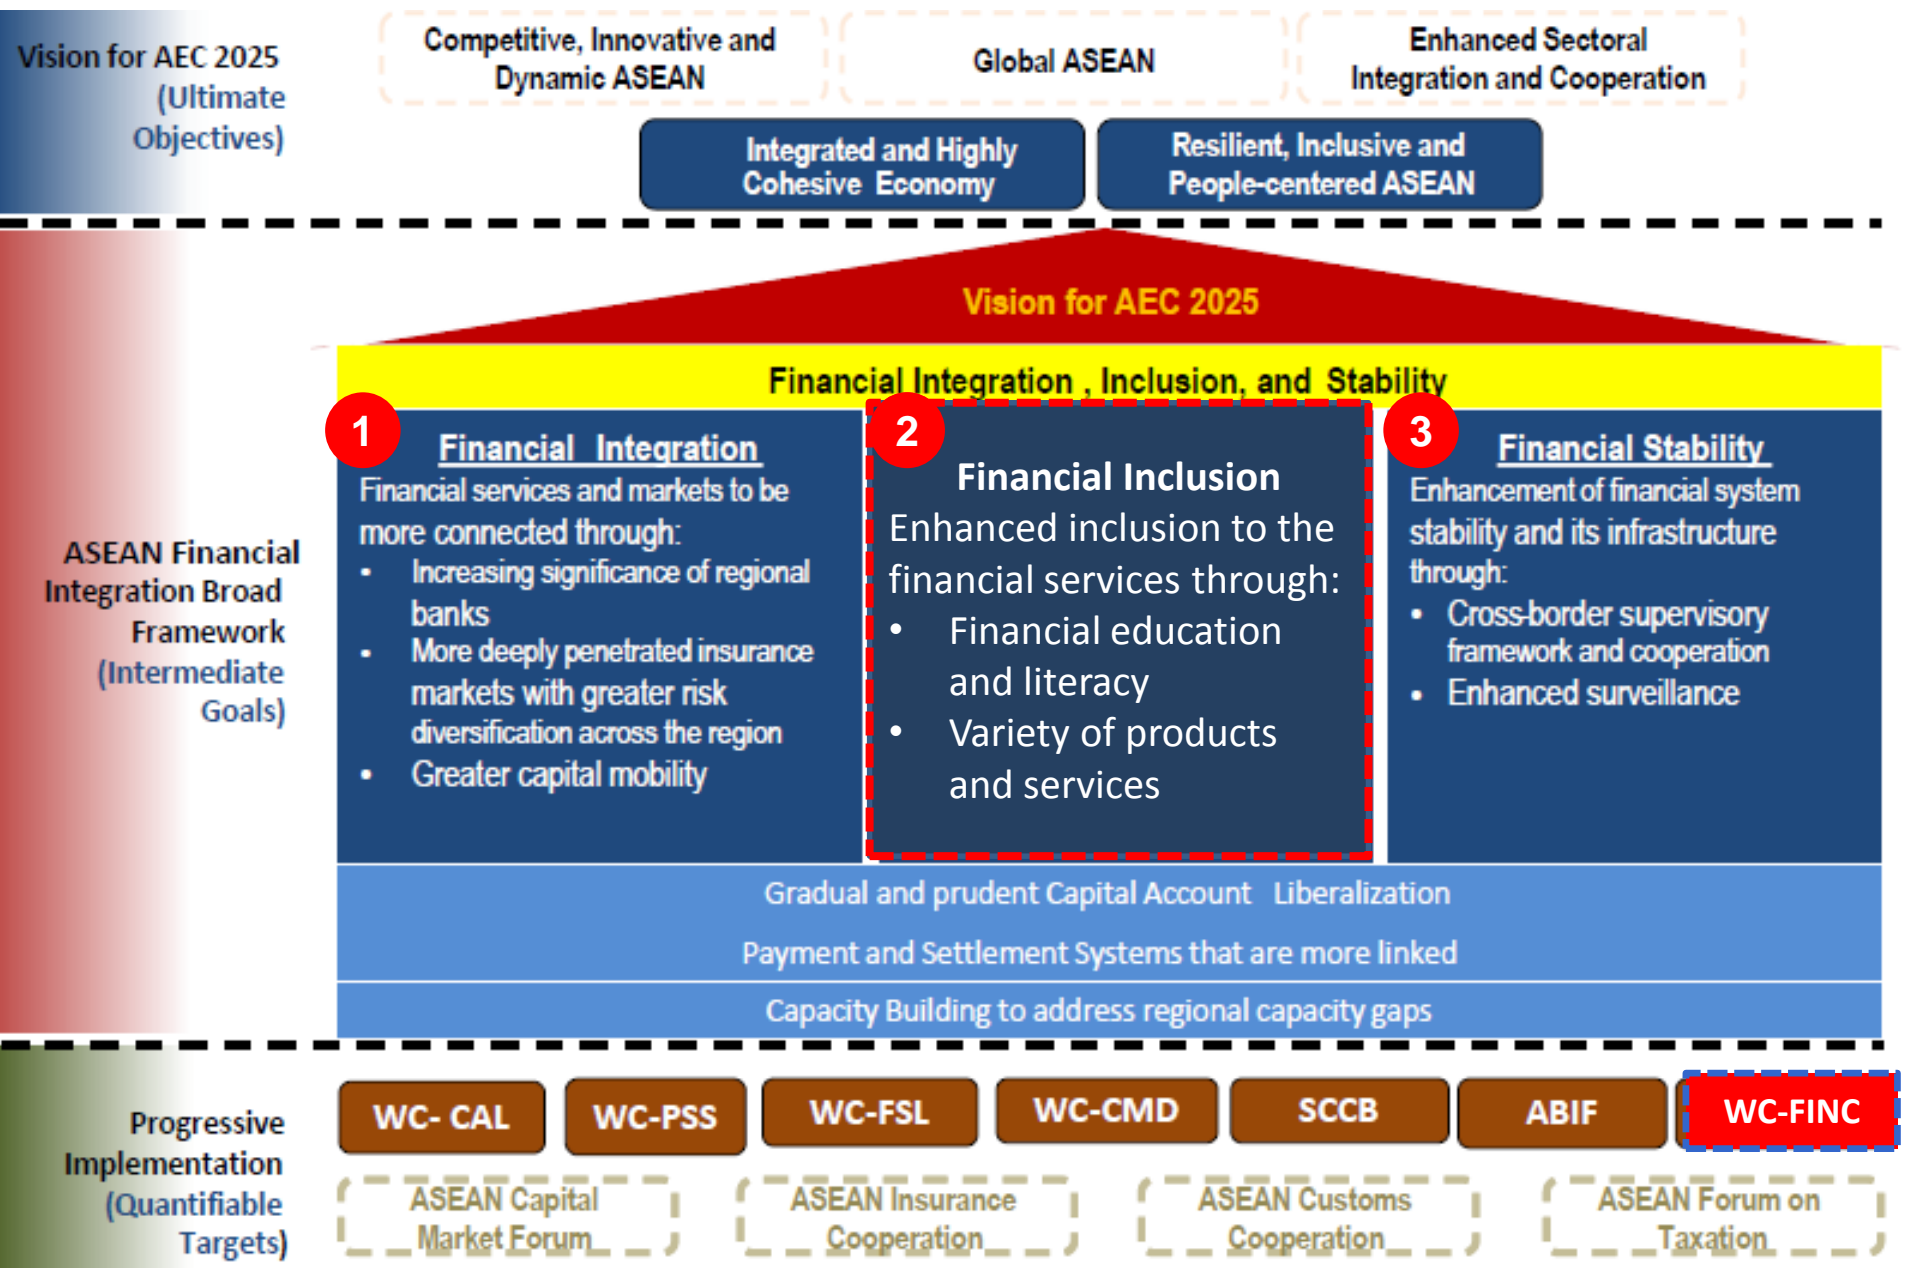 Vision for AEC 2025
(Ultimate
Objectives)
Competitive, Innovative and
Dynamic ASEAN
Global ASEAN
Enhanced Sectoral
Integration and Cooperation
Integrated and Highly
Cohesive Economy
Resilient, Inclusive and
People-centered ASEAN
ASEAN Financial
Integration Broad
Framework
(Intermediate
Goals)
Vision for AEC 2025
Financial Integration , Inclusion, and Stability
1
Financial Integration
Financial services and markets to be
more connected through:
• Increasing significance of regional
banks
• More deeply penetrated insurance
markets with greater risk
diversification across the region
• Greater capital mobility
2
Financial Inclusion
Enhanced inclusion to the
financial services through:
• Financial education
and literacy
• Variety of products
and services
3
Financial Stability
Enhancement of financial system
stability and its infrastructure
through:
• Cross-border supervisory
framework and cooperation
• Enhanced surveillance
Gradual and prudent Capital Account Liberalization
Payment and Settlement Systems that are more linked
Capacity Building to address regional capacity gaps
Progressive
Implementation
(Quantifiable
Targets)
WC- CAL
WC-PSS
WC-FSL
WC-CMD
SCCB
ABIF
WC-FINC
ASEAN Capital
Market Forum
ASEAN Insurance
Cooperation
ASEAN Customs
Cooperation
ASEAN Forum on
Taxation